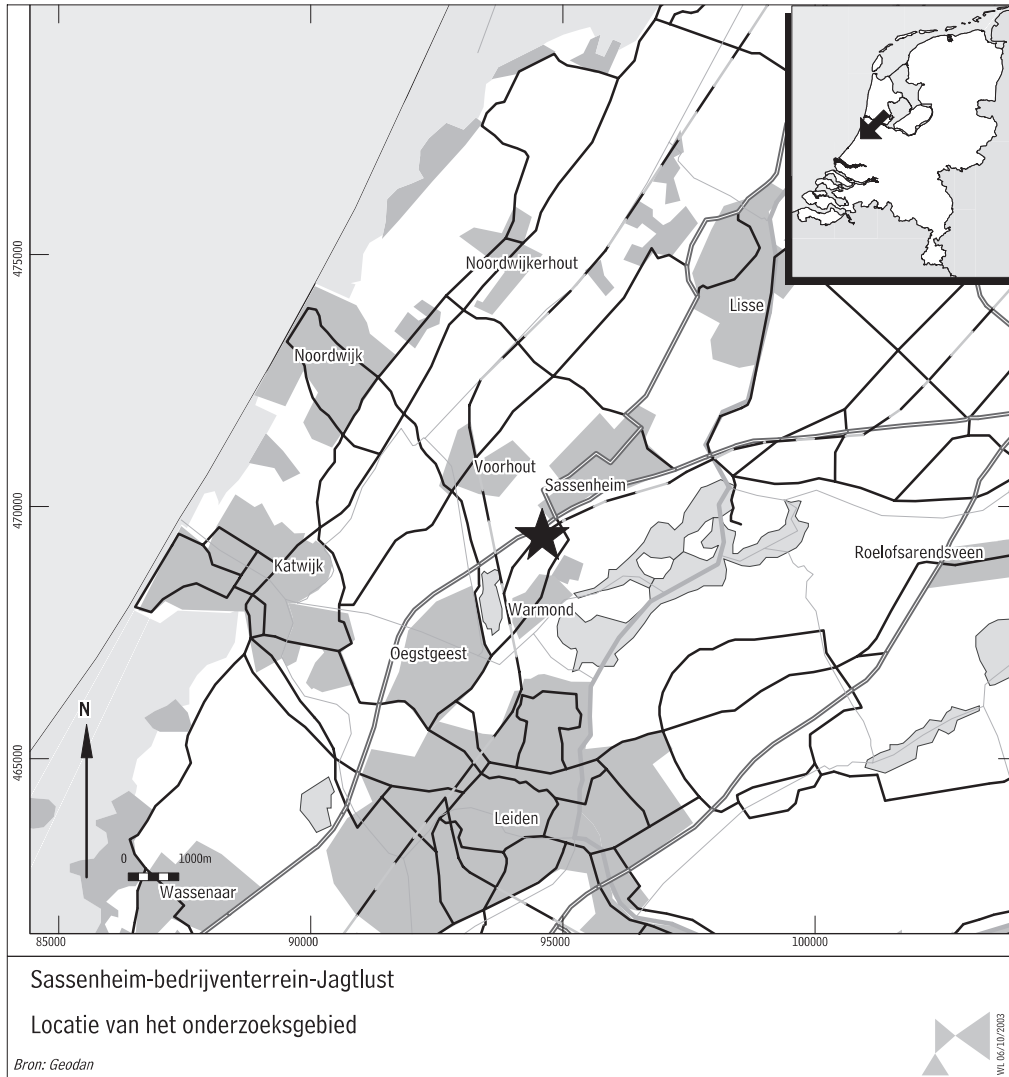 475000
470000
465000
Noordwijkerhout
Lisse
Noordwijk
Voorhout
Sassenheim
Roelofsarendsveen
Katwijk
Warmond
Oegstgeest
N
Leiden
0 1000m
Wassenaar
85000 90000 95000 100000
Sassenheim-bedrijventerrein-Jagtlust
Locatie van het onderzoeksgebied
Bron: Geodan
WL 06/10/2003